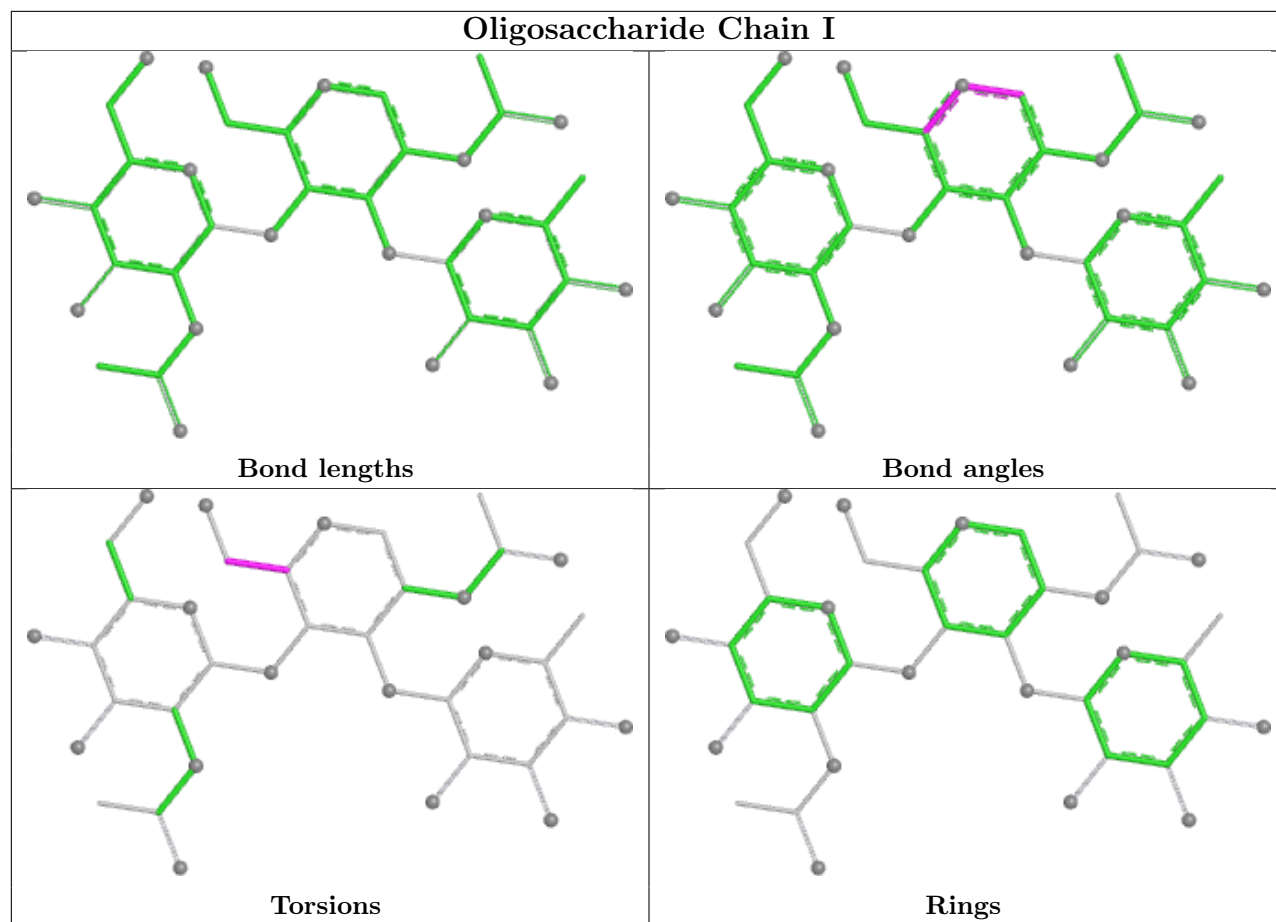 Oligosaccharide Chain I
Bond lengths
Bond angles
Torsions
Rings